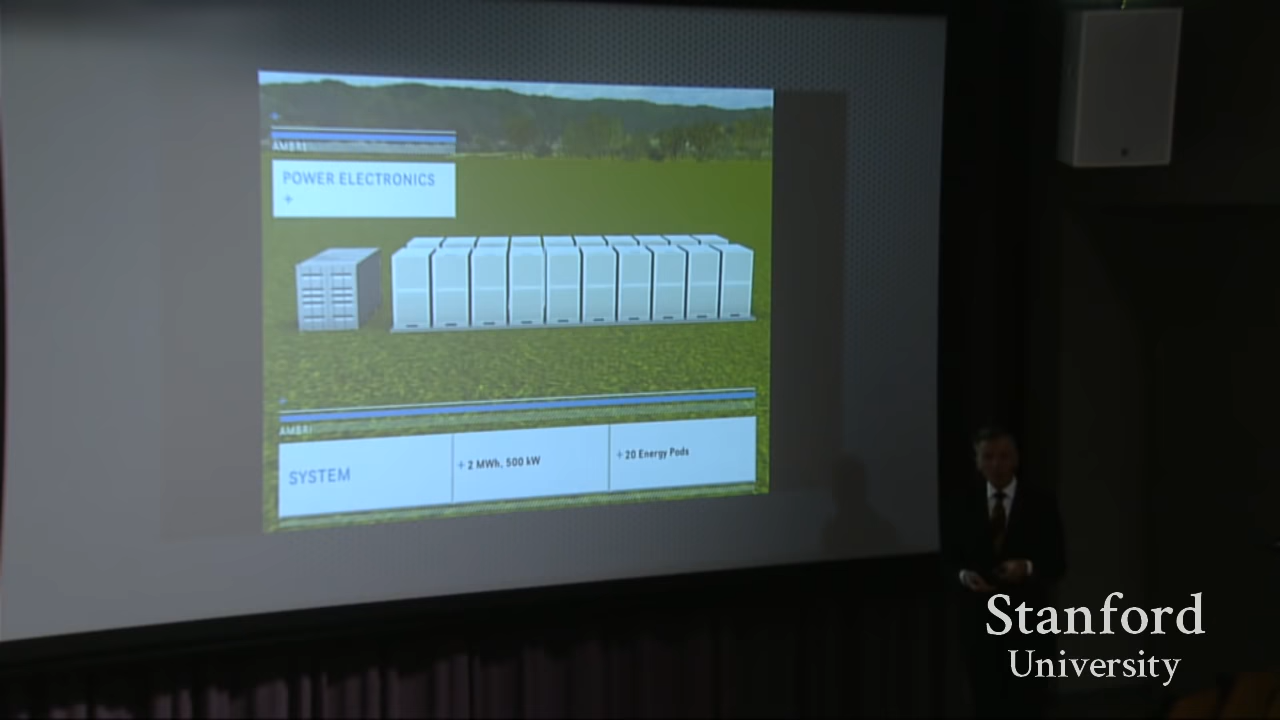 AMBRI
POWER ELECTRONICS
+
AMBRI
SYSTEM
+ 2 MWh, 500 kW
+ 20 Energy Pods
Stanford
University